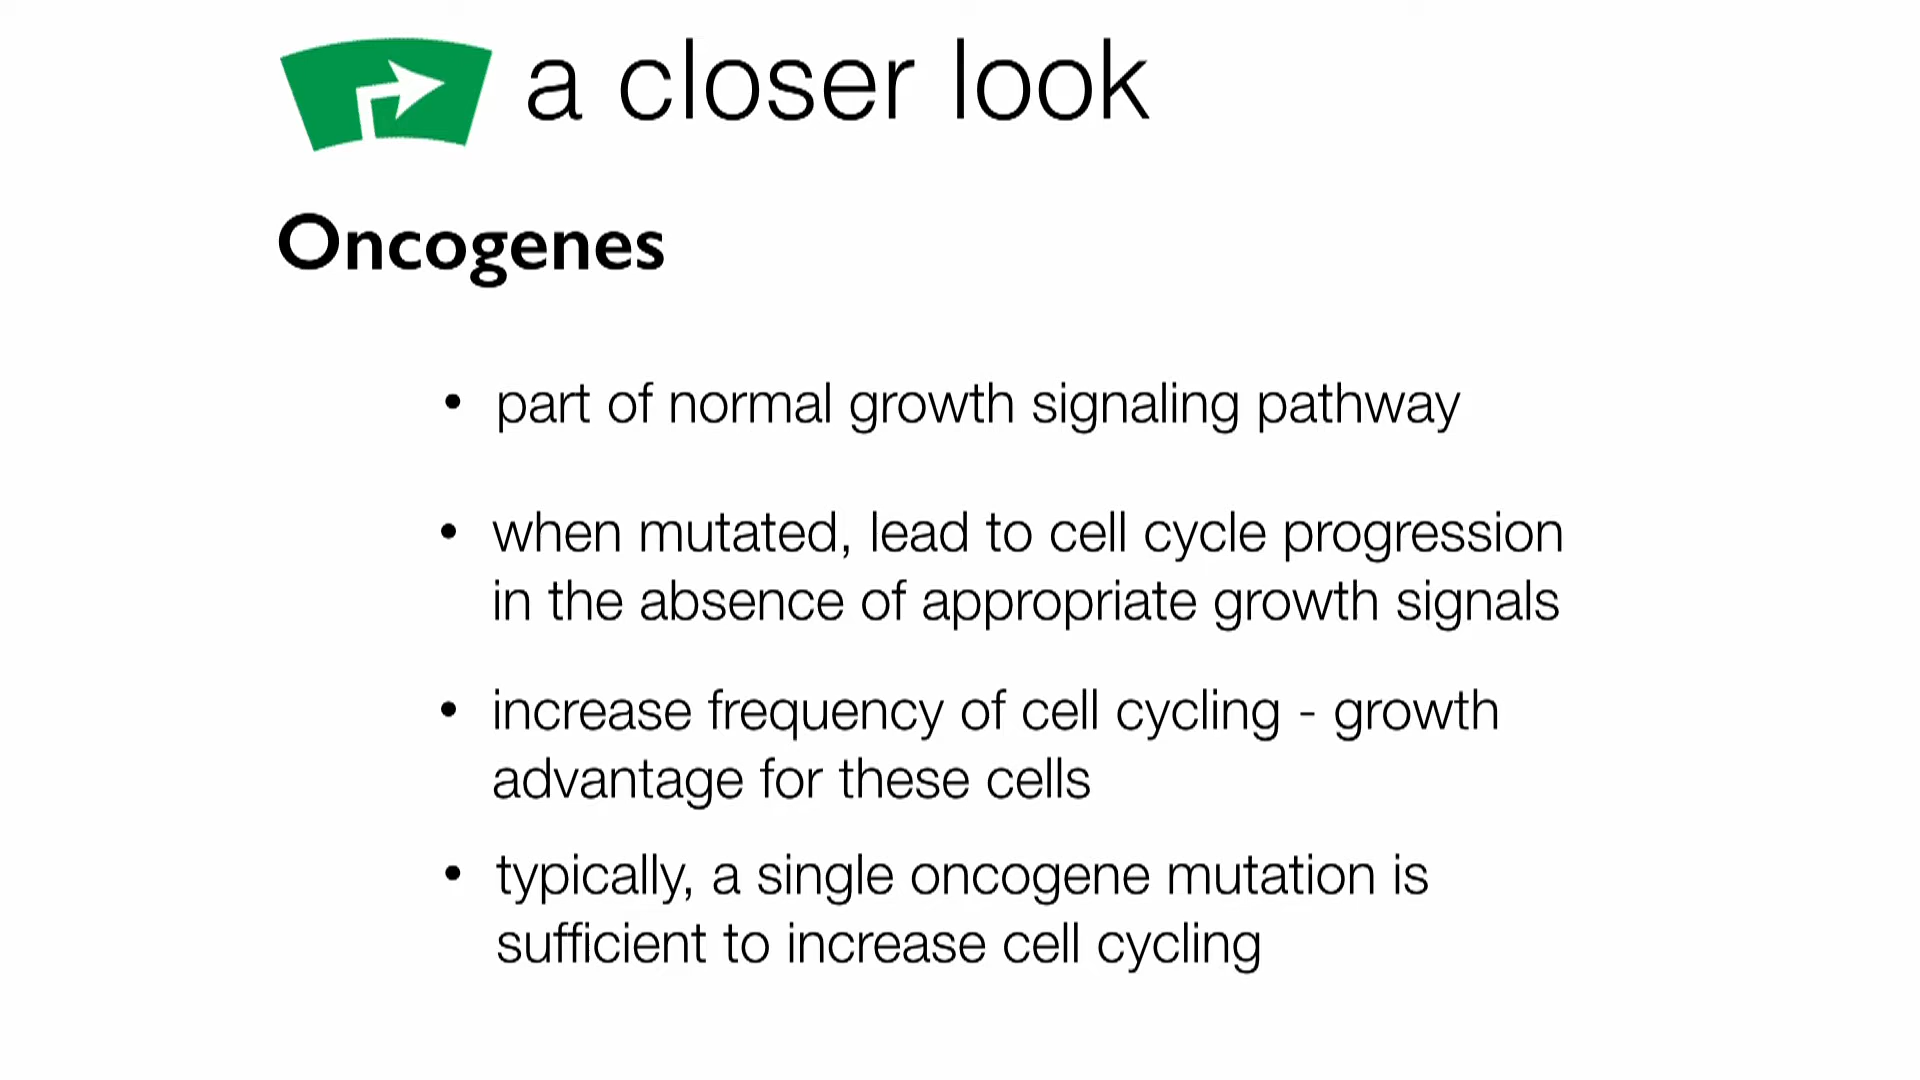 a closer look
Oncogenes
• part of normal growth signaling pathway
• when mutated, lead to cell cycle progression
in the absence of appropriate growth signals
• increase frequency of cell cycling - growth
advantage for these cells
• typically, a single oncogene mutation is
sufficient to increase cell cycling